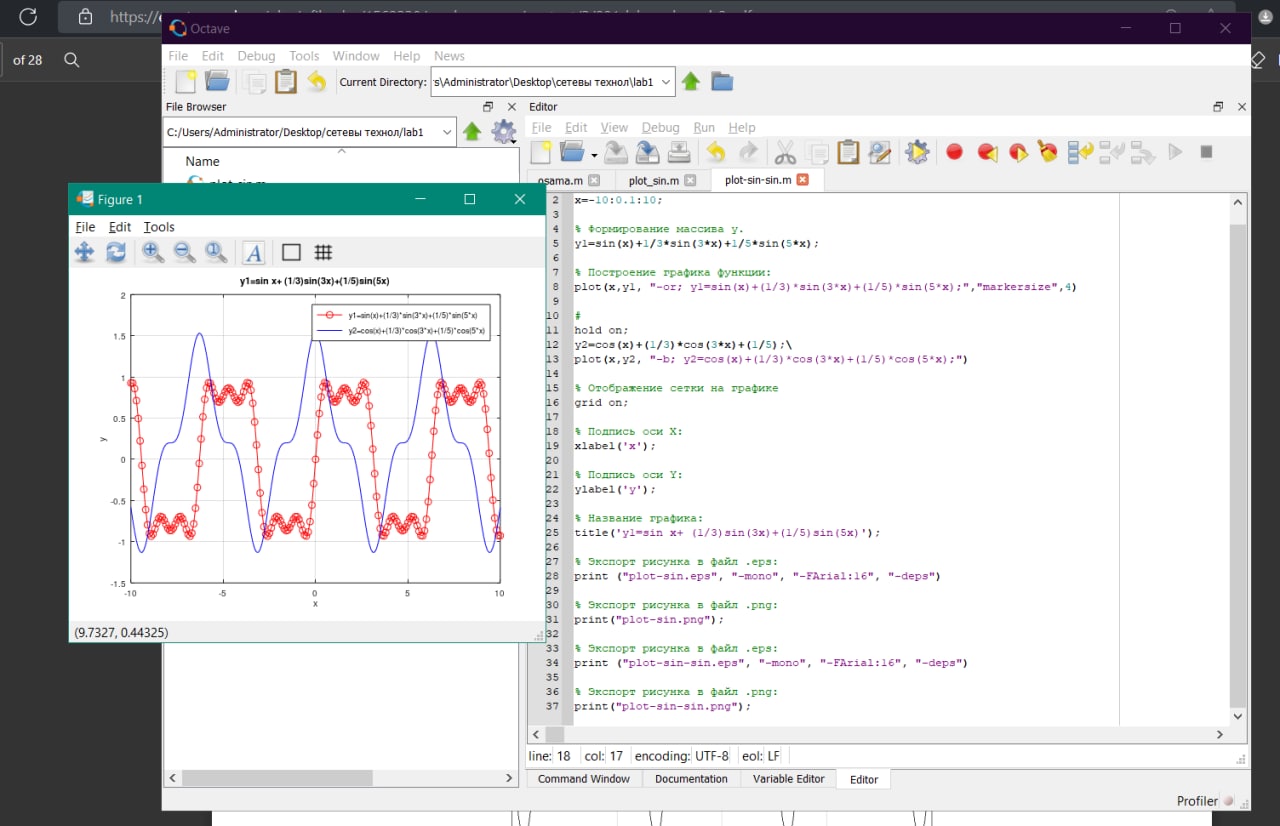 https://
of 28
Octave
File Edit Debug Tools Window Help News
Current Directory: s\Administrator\Desktop\сетевы технол\lab1
File Browser
C:/Users/Administrator/Desktop/сетевы технол/lab1
Name
Editor
File Edit View Debug Run Help
osama.m plot_sin.m plot-sin-sin.m
2 x=-10:0.1:10;
3
4 % Формирование массива y.
5 y1=sin(x)+1/3*sin(3*x)+1/5*sin(5*x);
6
7 % Построение графика функции:
8 plot(x,y1, "-or; y1=sin(x)+(1/3)*sin(3*x)+(1/5)*sin(5*x);","markersize",4)
9
10 #
11 hold on;
12 y2=cos(x)+(1/3)*cos(3*x)+(1/5);\
13 plot(x,y2, "-b; y2=cos(x)+(1/3)*cos(3*x)+(1/5)*cos(5*x);")
14
15 % Отображение сетки на графике
16 grid on;
17
18 % Подпись оси X:
19 xlabel('x');
20
21 % Подпись оси Y:
22 ylabel('y');
23
24 % Название графика:
25 title('y1=sin x+ (1/3)sin(3x)+(1/5)sin(5x)');
26
27 % Экспорт рисунка в файл .eps:
28 print ("plot-sin.eps", "-mono", "-FArial:16", "-deps")
29
30 % Экспорт рисунка в файл .png:
31 print("plot-sin.png");
32
33 % Экспорт рисунка в файл .eps:
34 print ("plot-sin-sin.eps", "-mono", "-FArial:16", "-deps")
35
36 % Экспорт рисунка в файл .png:
37 print("plot-sin-sin.png");
line: 18 col: 17 encoding: UTF-8 eol: LF
Command Window Documentation Variable Editor Editor
Profiler
Figure 1
File Edit Tools
A
y1=sin x+ (1/3)sin(3x)+(1/5)sin(5x)
y1=sin(x)+(1/3)*sin(3*x)+(1/5)*sin(5*x)
y2=cos(x)+(1/3)*cos(3*x)+(1/5)*cos(5*x)
2
1.5
1
0.5
0
-0.5
-1
-1.5
y
-10 -5 0 5 10
x
(9.7327, 0.44325)